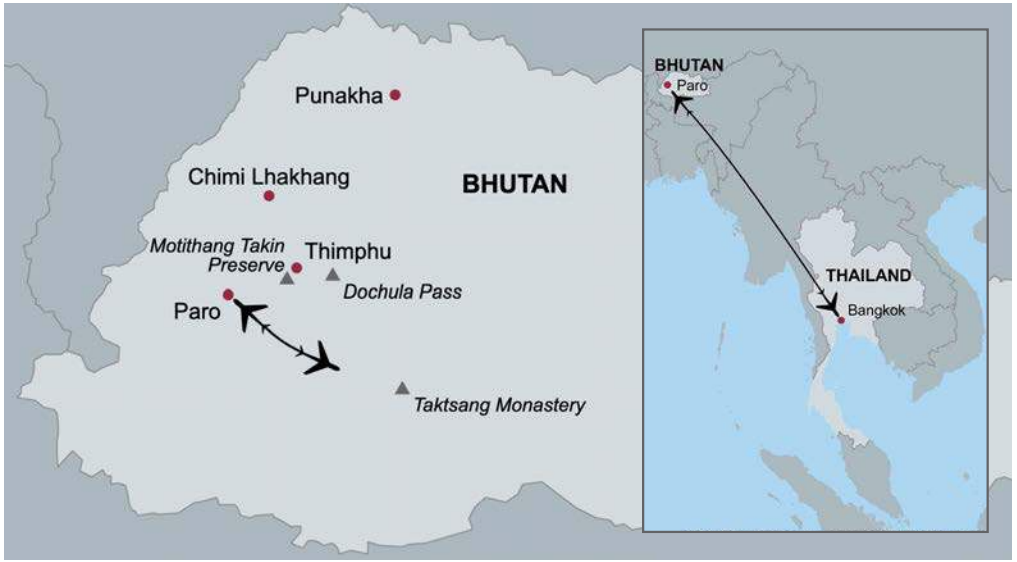 Punakha
Chimi Lhakhang
BHUTAN
Motithang Takin
Preserve
Thimphu
Dochula Pass
Paro
Taktsang Monastery
BHUTAN
Paro
THAILAND
Bangkok